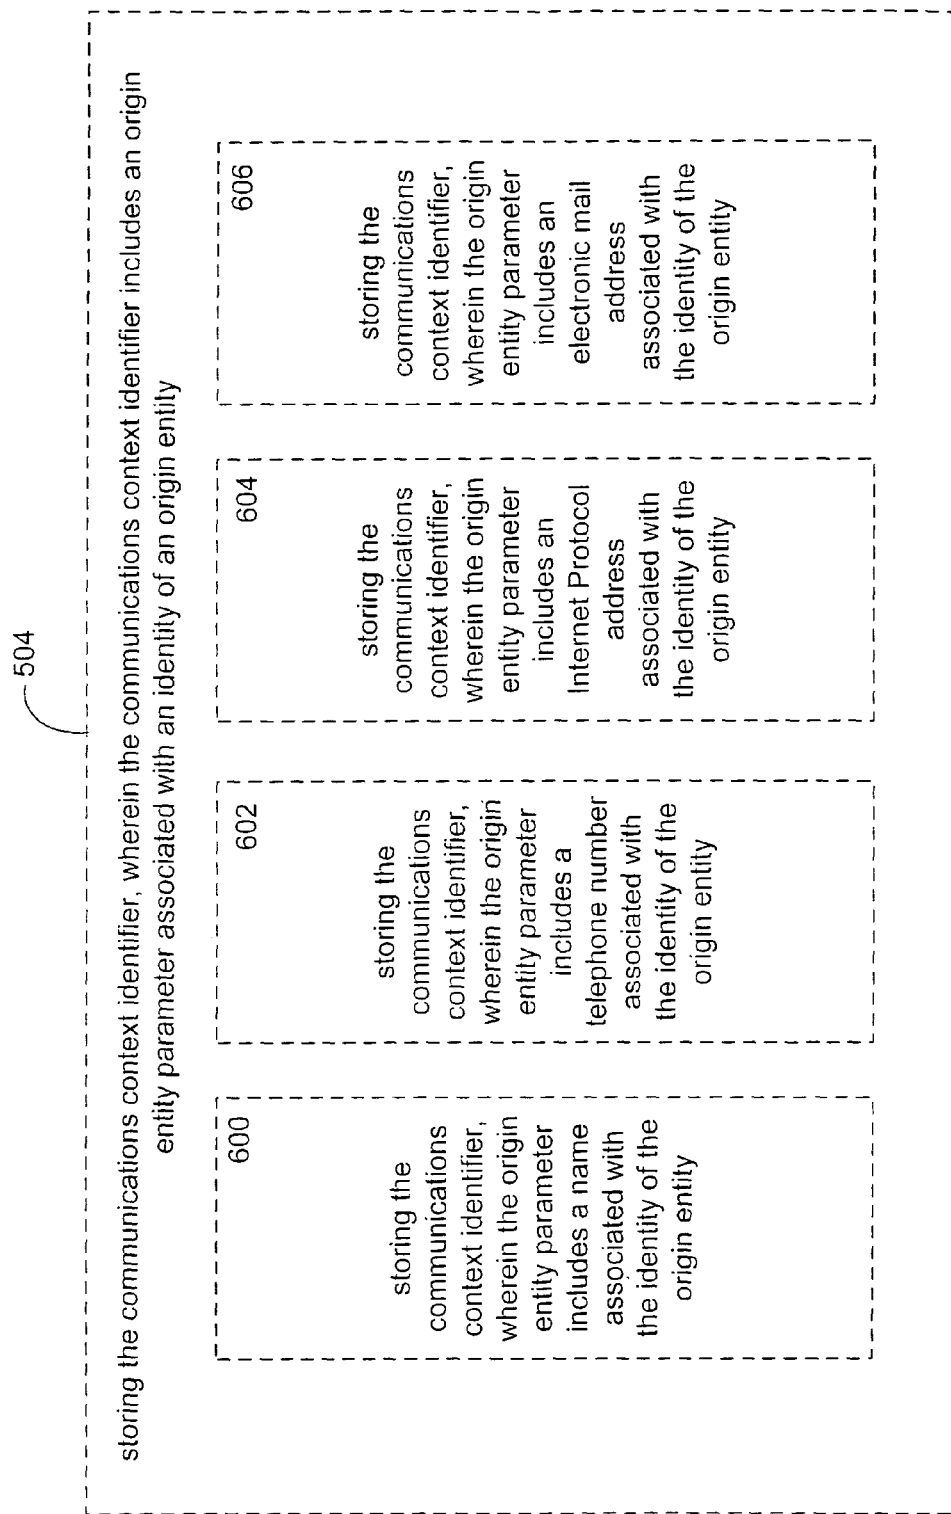 504
storing the communications context identifier, wherein the communications context identifier includes an origin
entity parameter associated with an identity of an origin entity
600
storing the
communications
context identifier,
wherein the origin
entity parameter
includes a name
associated with
the identity of the
origin entity
602
storing the
communications
context identifier,
wherein the origin
entity parameter
includes a
telephone number
associated with
the identity of the
origin entity
604
storing the
communications
context identifier,
wherein the origin
entity parameter
includes an
Internet Protocol
address
associated with
the identity of the
origin entity
606
storing the
communications
context identifier,
wherein the origin
entity parameter
includes an
electronic mail
address
associated with
the identity of the
origin entity